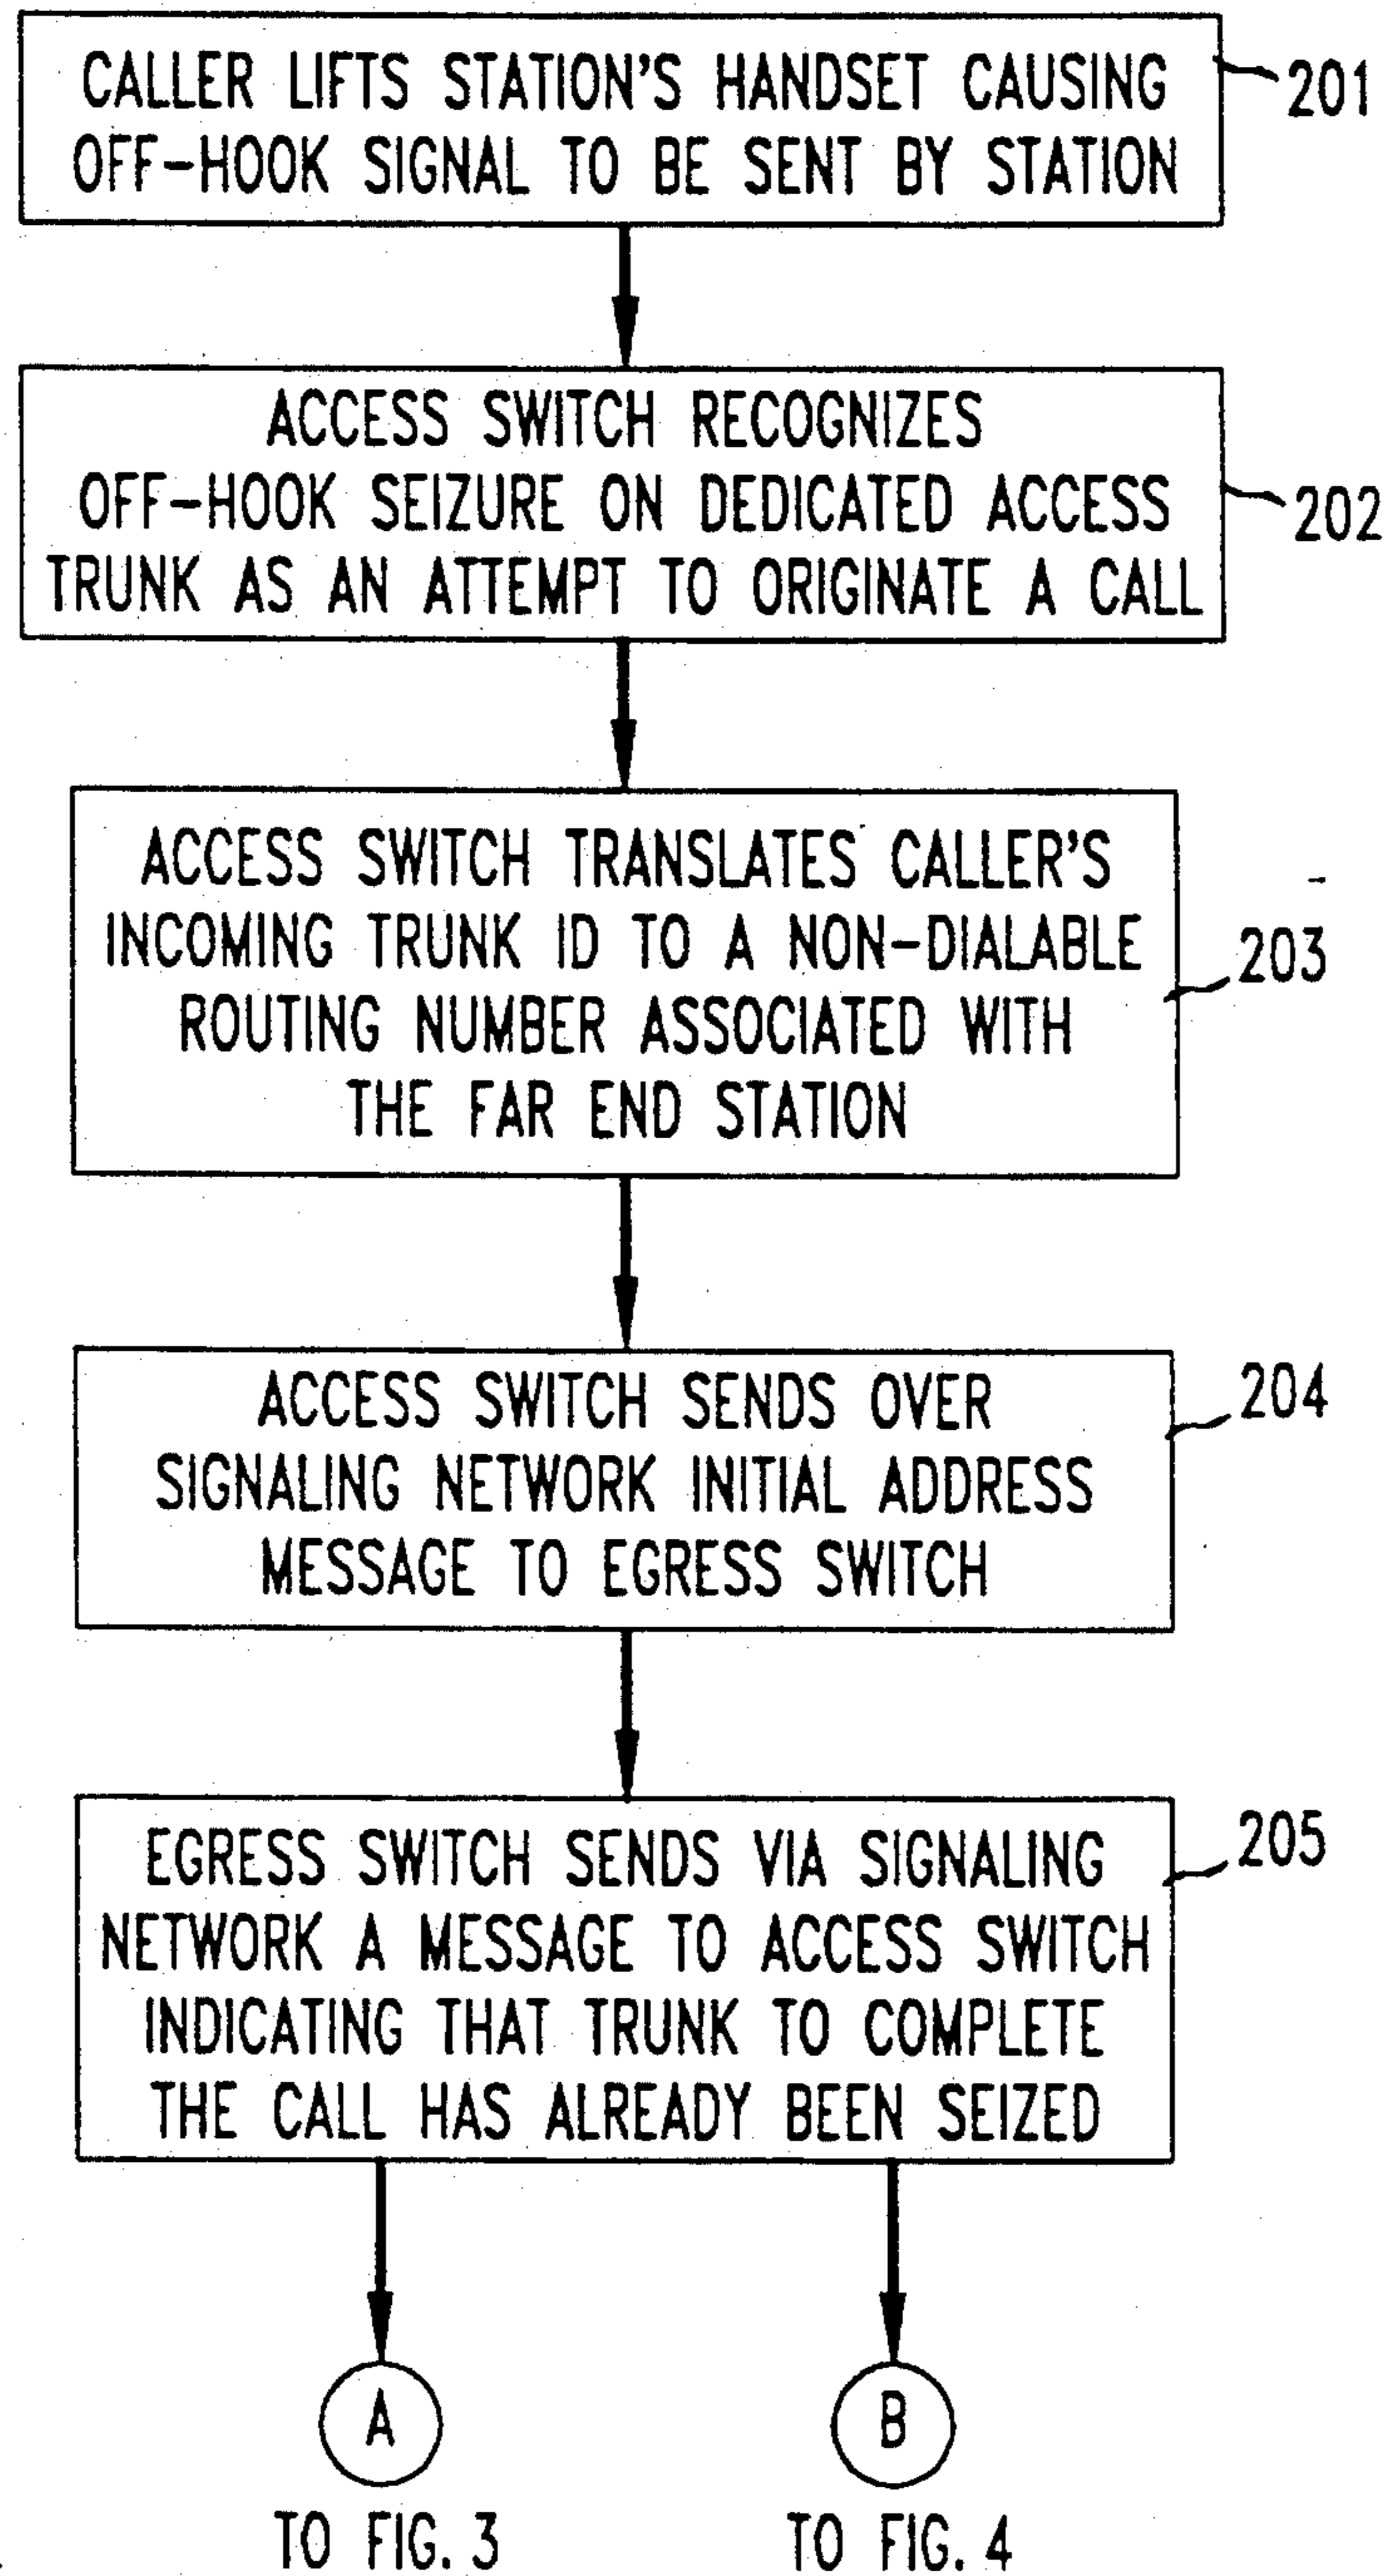 CALLER LIFTS STATION'S HANDSET CAUSING
OFF-HOOK SIGNAL TO BE SENT BY STATION
201
ACCESS SWITCH RECOGNIZES
OFF-HOOK SEIZURE ON DEDICATED ACCESS
TRUNK AS AN ATTEMPT TO ORIGINATE A CALL
202
ACCESS SWITCH TRANSLATES CALLER'S
INCOMING TRUNK ID TO A NON-DIALABLE
ROUTING NUMBER ASSOCIATED WITH
THE FAR END STATION
203
ACCESS SWITCH SENDS OVER
SIGNALING NETWORK INITIAL ADDRESS
MESSAGE TO EGRESS SWITCH
204
EGRESS SWITCH SENDS VIA SIGNALING
NETWORK A MESSAGE TO ACCESS SWITCH
INDICATING THAT TRUNK TO COMPLETE
THE CALL HAS ALREADY BEEN SEIZED
205
A
TO FIG. 3
B
TO FIG. 4